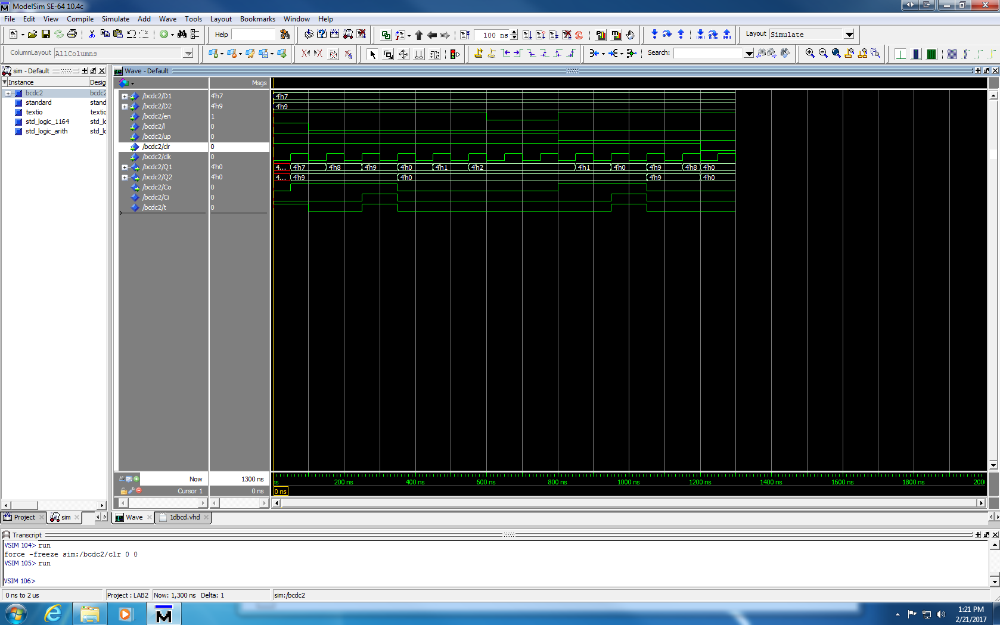 ModelSim SE-64 10.4c
File Edit View Compile Simulate Add Wave Tools Layout Bookmarks Window Help
Help
100 ns
Layout Simulate
ColumnLayout AllColumns
Search:
sim - Default
Wave - Default
Instance Desig
Msgs
bcdc2 bcdc2
standard stand
textio textio
std_logic_1164 std_lo
std_logic_arith std_lo
/bcdc2/D1 4'h7 4'h7
/bcdc2/D2 4'h9 4'h9
/bcdc2/en 1
/bcdc2/l 0
/bcdc2/up 0
/bcdc2/clr 0
/bcdc2/clk 0
/bcdc2/Q1 4'h0 4... 4'h7 4'h8 4'h9 4'h0 4'h1 4'h2 4'h1 4'h0 4'h9 4'h8 4'h0
/bcdc2/Q2 4'h0 4... 4'h9 4'h0 4'h9 4'h0
/bcdc2/Co 0
/bcdc2/Ci 0
/bcdc2/t 0
Now 1300 ns
ns 200 ns 400 ns 600 ns 800 ns 1000 ns 1200 ns 1400 ns 1600 ns 1800 ns 200
Cursor 1 0 ns
0 ns
Project sim Wave 1dbcd.vhd
Transcript
VSIM 104> run
force -freeze sim:/bcdc2/clr 0 0
VSIM 105> run
VSIM 106>
0 ns to 2 us Project : LAB2 Now: 1,300 ns Delta: 1 sim:/bcdc2
1:21 PM
2/21/2017